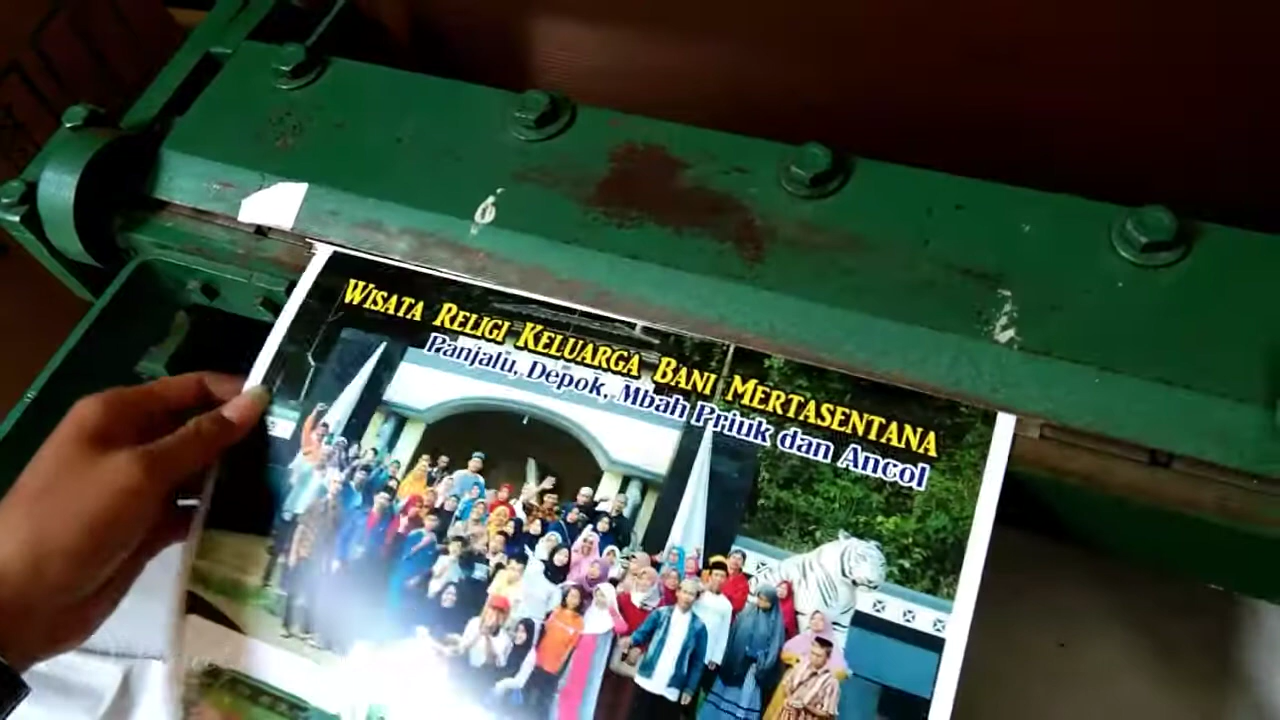 WISATA RELIGI KELUARGA BANI MERTASENTANA
Panjalu, Depok, Mbah Priuk dan Ancol